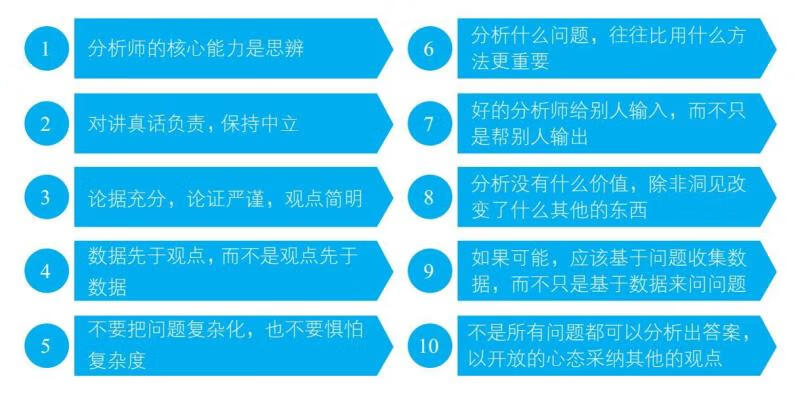 1
分析师的核心能力是思辨
2
对讲真话负责，保持中立
3
论据充分，论证严谨，观点简明
4
数据先于观点，而不是观点先于
数据
5
不要把问题复杂化，也不要惧怕
复杂度
6
分析什么问题，往往比用什么方
法更重要
7
好的分析师给别人输入，而不只
是帮别人输出
8
分析没有什么价值，除非洞见改
变了什么其他的东西
9
如果可能，应该基于问题收集数
据，而不只是基于数据来问问题
10
不是所有问题都可以分析出答案，
以开放的心态采纳其他的观点